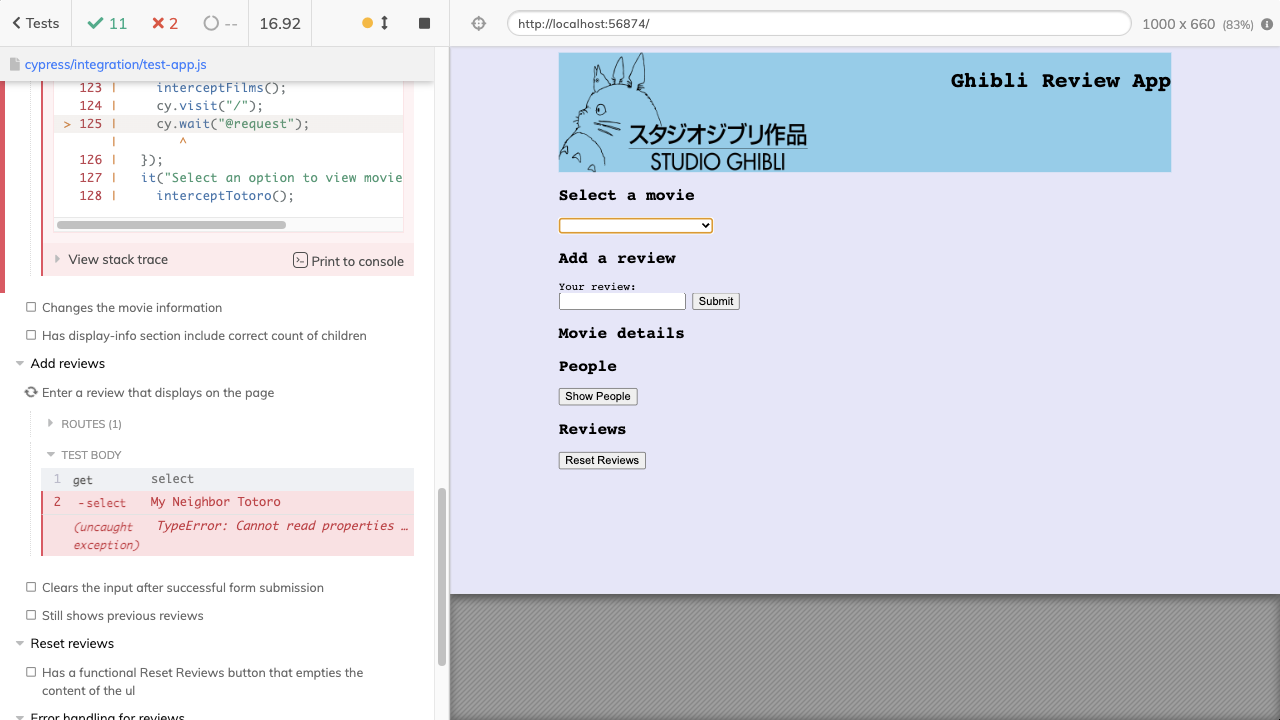 Tests
11
2
--
16.92
http://localhost:56874/
1000 x 660 (83%)
cypress/integration/test-app.js
123 | interceptFilms();
124 | cy.visit("/");
> 125 | cy.wait("@request");
| ^
126 | });
127 | it("Select an option to view movie
128 | interceptTotoro();
View stack trace
Print to console
Changes the movie information
Has display-info section include correct count of children
Add reviews
Enter a review that displays on the page
ROUTES (1)
TEST BODY
1 get select
2 -select My Neighbor Totoro
(uncaught exception) TypeError: Cannot read properties …
Clears the input after successful form submission
Still shows previous reviews
Reset reviews
Has a functional Reset Reviews button that empties the
content of the ul
Error handling for reviews
Ghibli Review App
スタジオジブリ作品
STUDIO GHIBLI
Select a movie
Add a review
Your review:
Submit
Movie details
People
Show People
Reviews
Reset Reviews